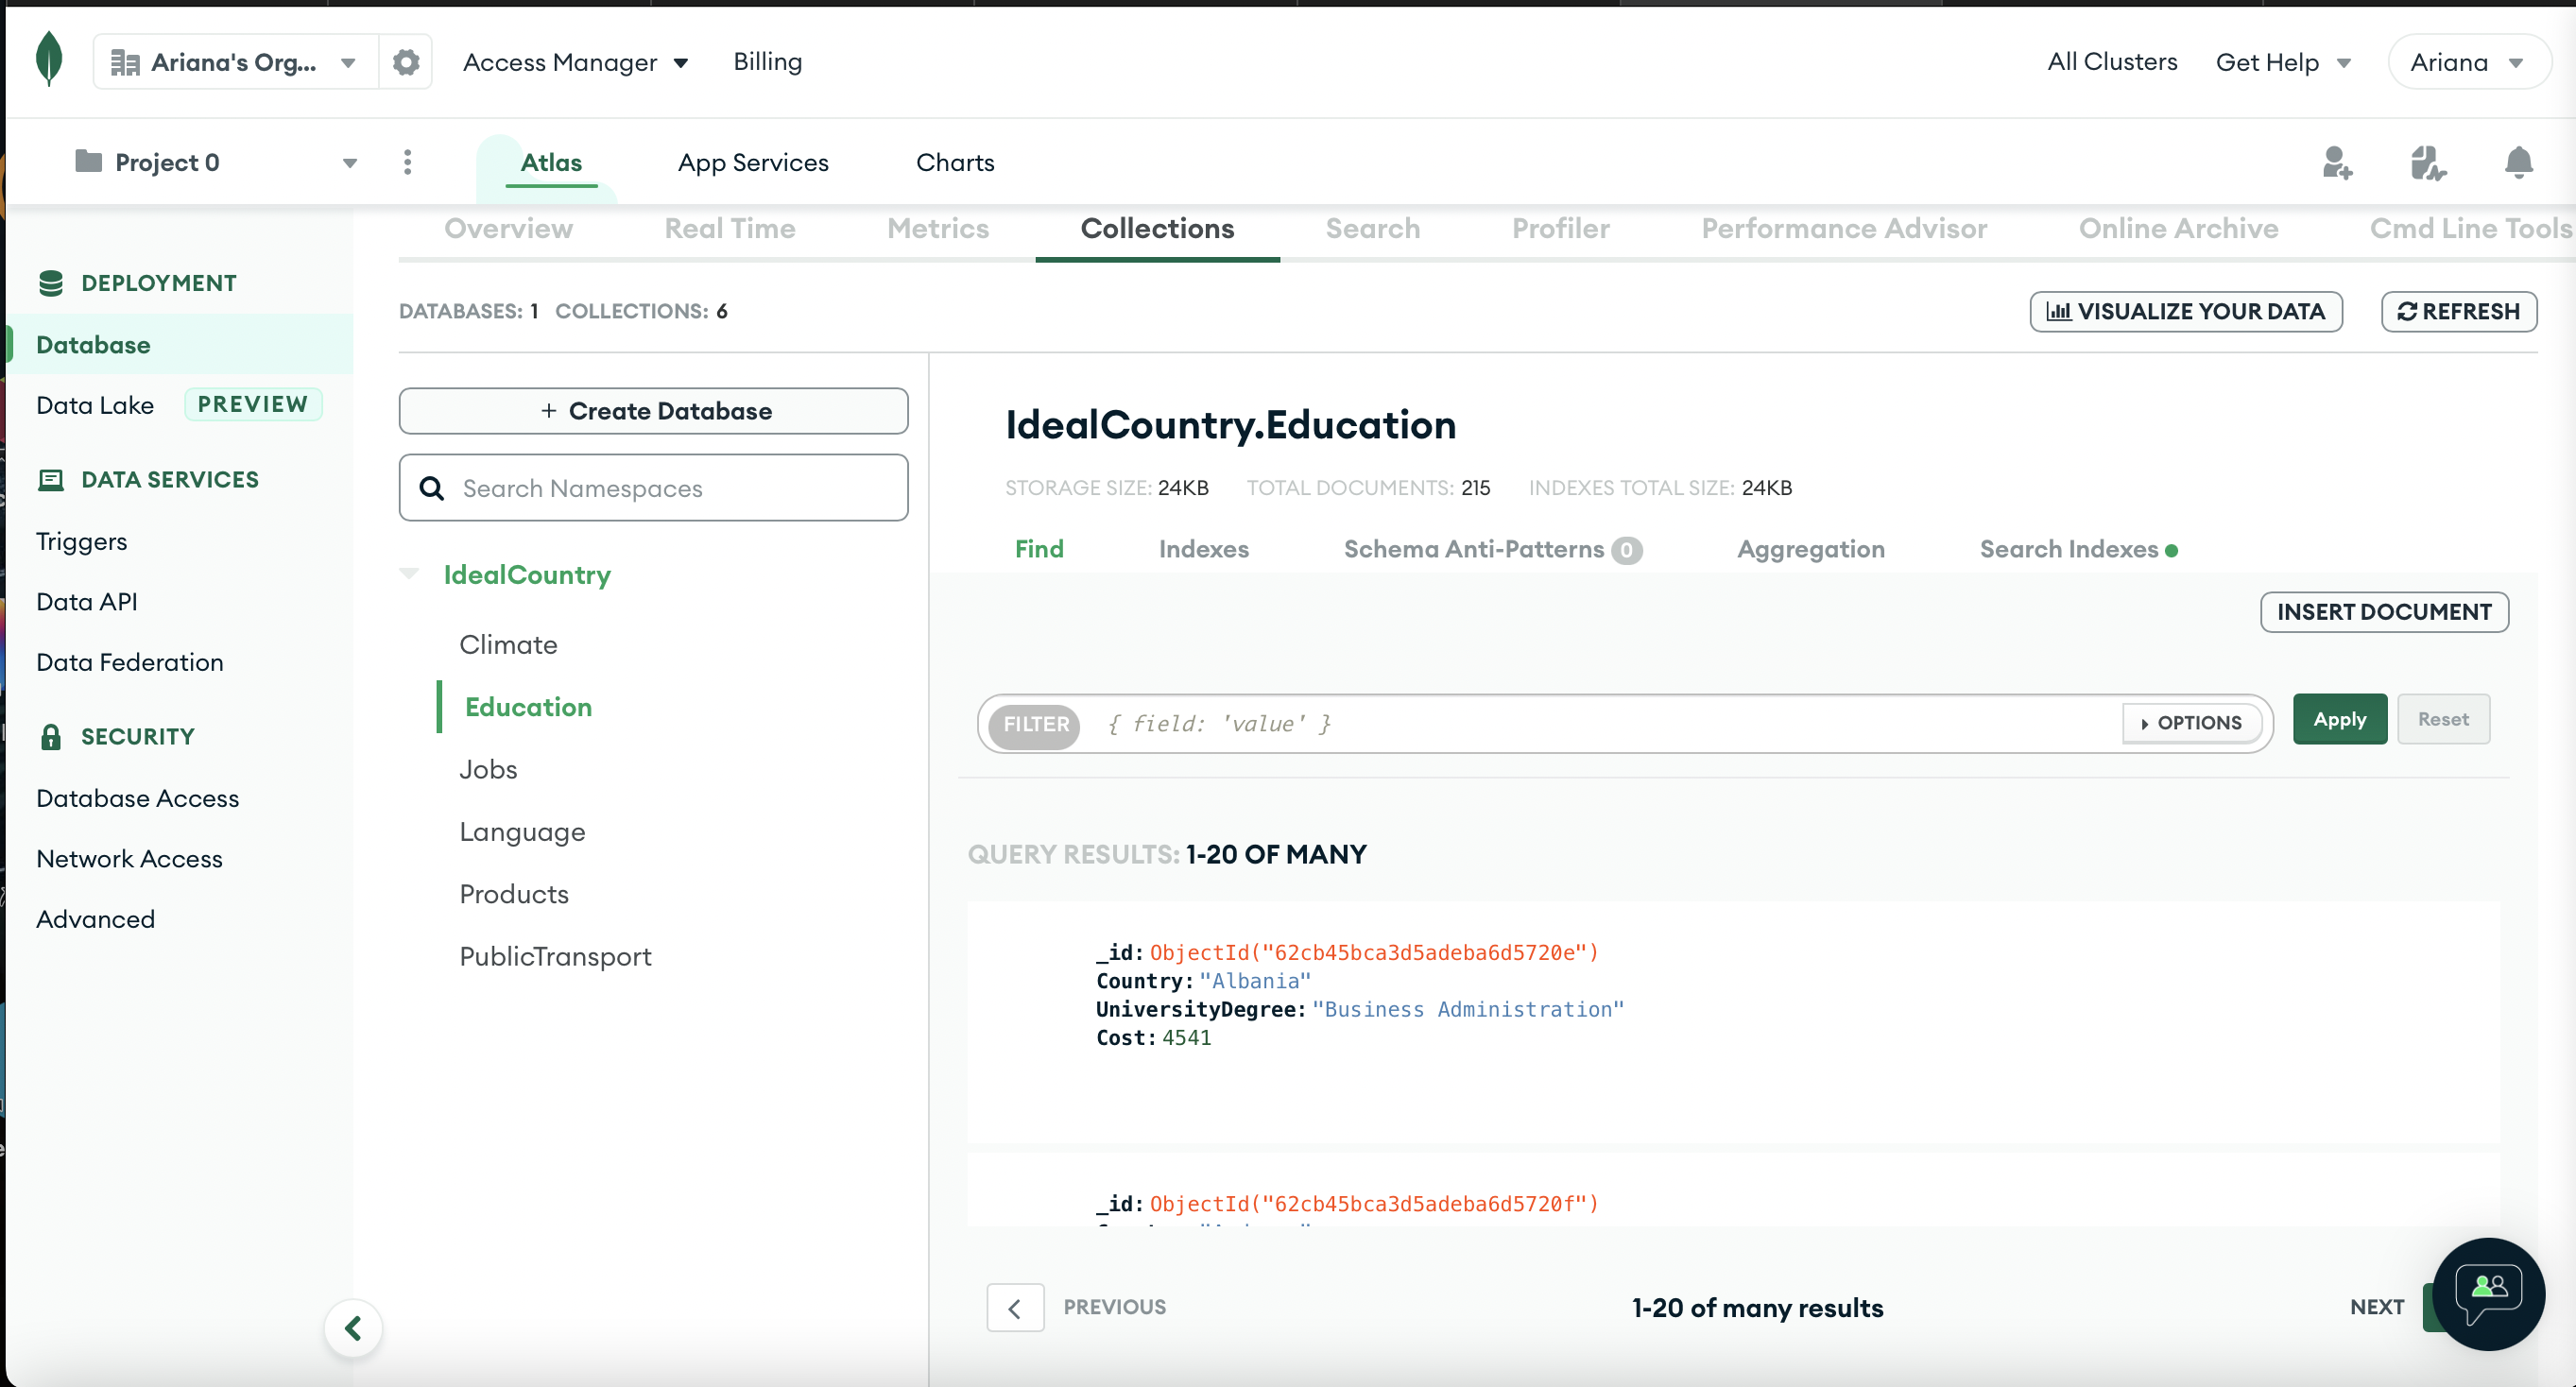 Ariana's Org...
Access Manager
Billing
All Clusters
Get Help
Ariana
Project 0
Atlas
App Services
Charts
Overview
Real Time
Metrics
Collections
Search
Profiler
Performance Advisor
Online Archive
Cmd Line Tools
DEPLOYMENT
Database
Data Lake PREVIEW
DATA SERVICES
Triggers
Data API
Data Federation
SECURITY
Database Access
Network Access
Advanced
DATABASES: 1 COLLECTIONS: 6
VISUALIZE YOUR DATA
REFRESH
+ Create Database
Search Namespaces
IdealCountry
Climate
Education
Jobs
Language
Products
PublicTransport
IdealCountry.Education
STORAGE SIZE: 24KB TOTAL DOCUMENTS: 215 INDEXES TOTAL SIZE: 24KB
Find
Indexes
Schema Anti-Patterns 0
Aggregation
Search Indexes
INSERT DOCUMENT
FILTER { field: 'value' }
OPTIONS
Apply
Reset
QUERY RESULTS: 1-20 OF MANY
_id: ObjectId("62cb45bca3d5adeba6d5720e")
Country: "Albania"
UniversityDegree: "Business Administration"
Cost: 4541
_id: ObjectId("62cb45bca3d5adeba6d5720f")
PREVIOUS
1-20 of many results
NEXT